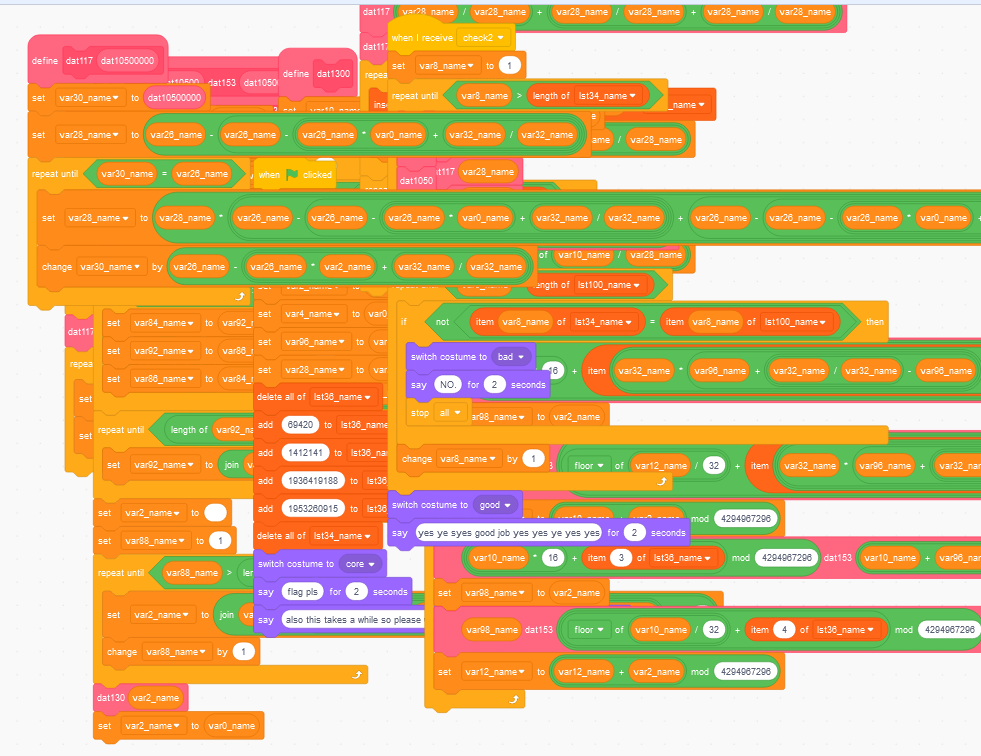 dat117 var28_name / var28_name + var28_name / var28_name + var28_name / var28_name
when I receive check2
define dat117 dat10500000
set var8_name to 1
define dat1300
repeat until var8_name > length of lst34_name
set var30_name to dat10500000
set var28_name to var26_name - var26_name - var26_name * var0_name + var32_name / var32_name
/ var28_name
repeat until var30_name = var26_name
when clicked
dat117 var28_name
dat1050
set var28_name to var28_name * var26_name - var26_name - var26_name * var0_name + var32_name / var32_name + var26_name - var26_name - var26_name * var0_name
of var10_name / var28_name
change var30_name by var26_name - var26_name * var2_name + var32_name / var32_name
length of lst100_name
set var4_name to var0
set var84_name to var92_
if not item var8_name of lst34_name = item var8_name of lst100_name then
dat117
set var96_name to var
set var92_name to var86_
switch costume to bad
repea
set var28_name to var
16 + item var32_name * var96_name + var32_name / var32_name - var96_name
set var86_name to var84_
say NO. for 2 seconds
set
delete all of lst36_name
stop all
var98_name to var2_name
add 69420 to lst36_name
repeat until length of var92_na
set
add 1412141 to lst36_na
change var8_name by 1
set var92_name to join
floor of var12_name / 32 + item var32_name * var96_name + var32_na
add 1936419188 to lst36
switch costume to good
add 1953260915 to lst36
set var2_name to
mod 4294967296
say yes ye syes good job yes yes ye yes yes for 2 seconds
delete all of lst34_name
set var88_name to 1
var10_name * 16 + item 3 of lst36_name mod 4294967296 dat153 var10_name + var96_na
switch costume to core
repeat until var88_name > len
say flag pls for 2 seconds
set var98_name to var2_name
set var2_name to join
say also this takes a while so please
var98_name dat153 floor of var10_name / 32 + item 4 of lst36_name mod 4294967296
change var88_name by 1
set var12_name to var12_name + var2_name mod 4294967296
dat130 var2_name
set var2_name to var0_name